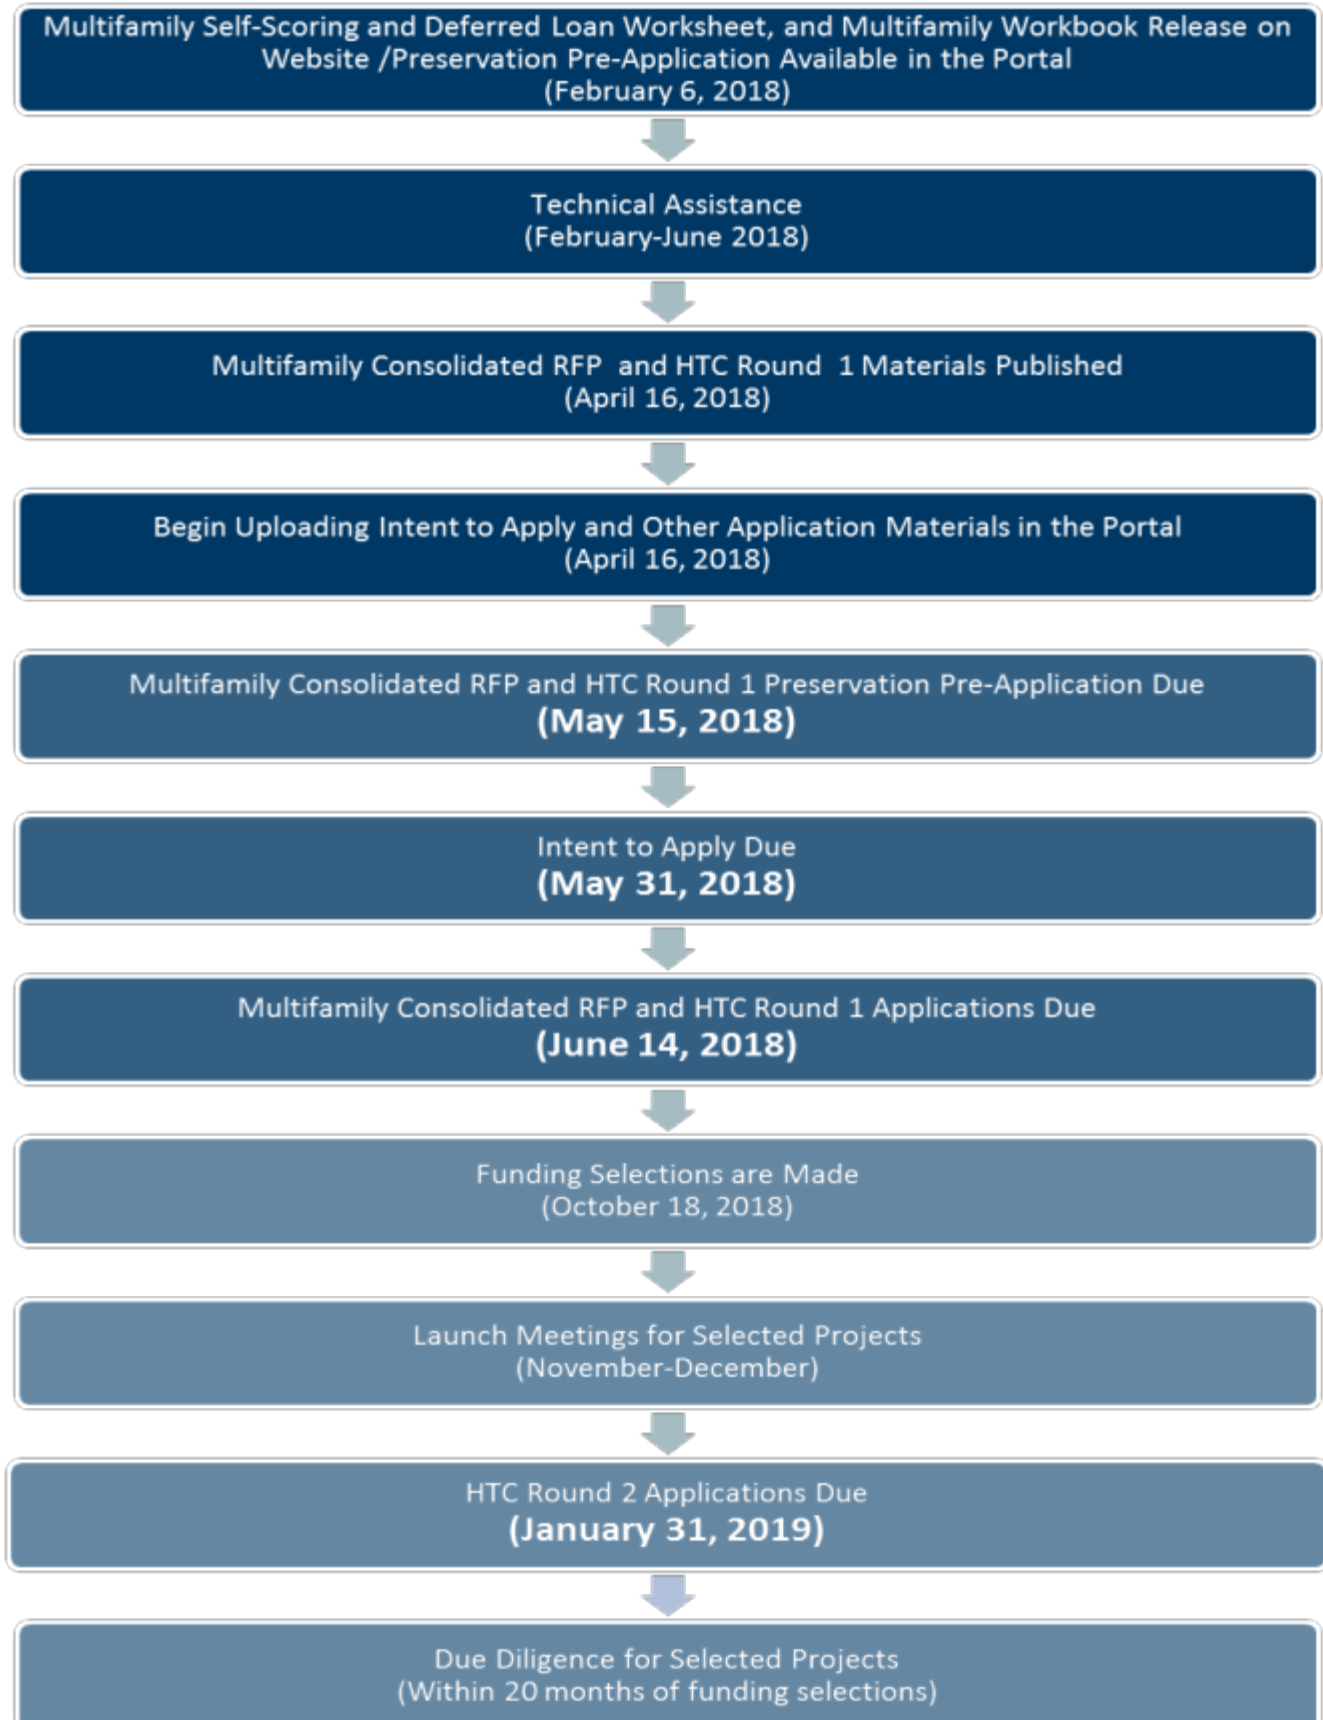 Multifamily Self-Scoring and Deferred Loan Worksheet, and Multifamily Workbook Release on
Website /Preservation Pre-Application Available in the Portal
(February 6, 2018)
Technical Assistance
(February-June 2018)
Multifamily Consolidated RFP and HTC Round 1 Materials Published
(April 16, 2018)
Begin Uploading Intent to Apply and Other Application Materials in the Portal
(April 16, 2018)
Multifamily Consolidated RFP and HTC Round 1 Preservation Pre-Application Due
(May 15, 2018)
Intent to Apply Due
(May 31, 2018)
Multifamily Consolidated RFP and HTC Round 1 Applications Due
(June 14, 2018)
Funding Selections are Made
(October 18, 2018)
Launch Meetings for Selected Projects
(November-December)
HTC Round 2 Applications Due
(January 31, 2019)
Due Diligence for Selected Projects
(Within 20 months of funding selections)